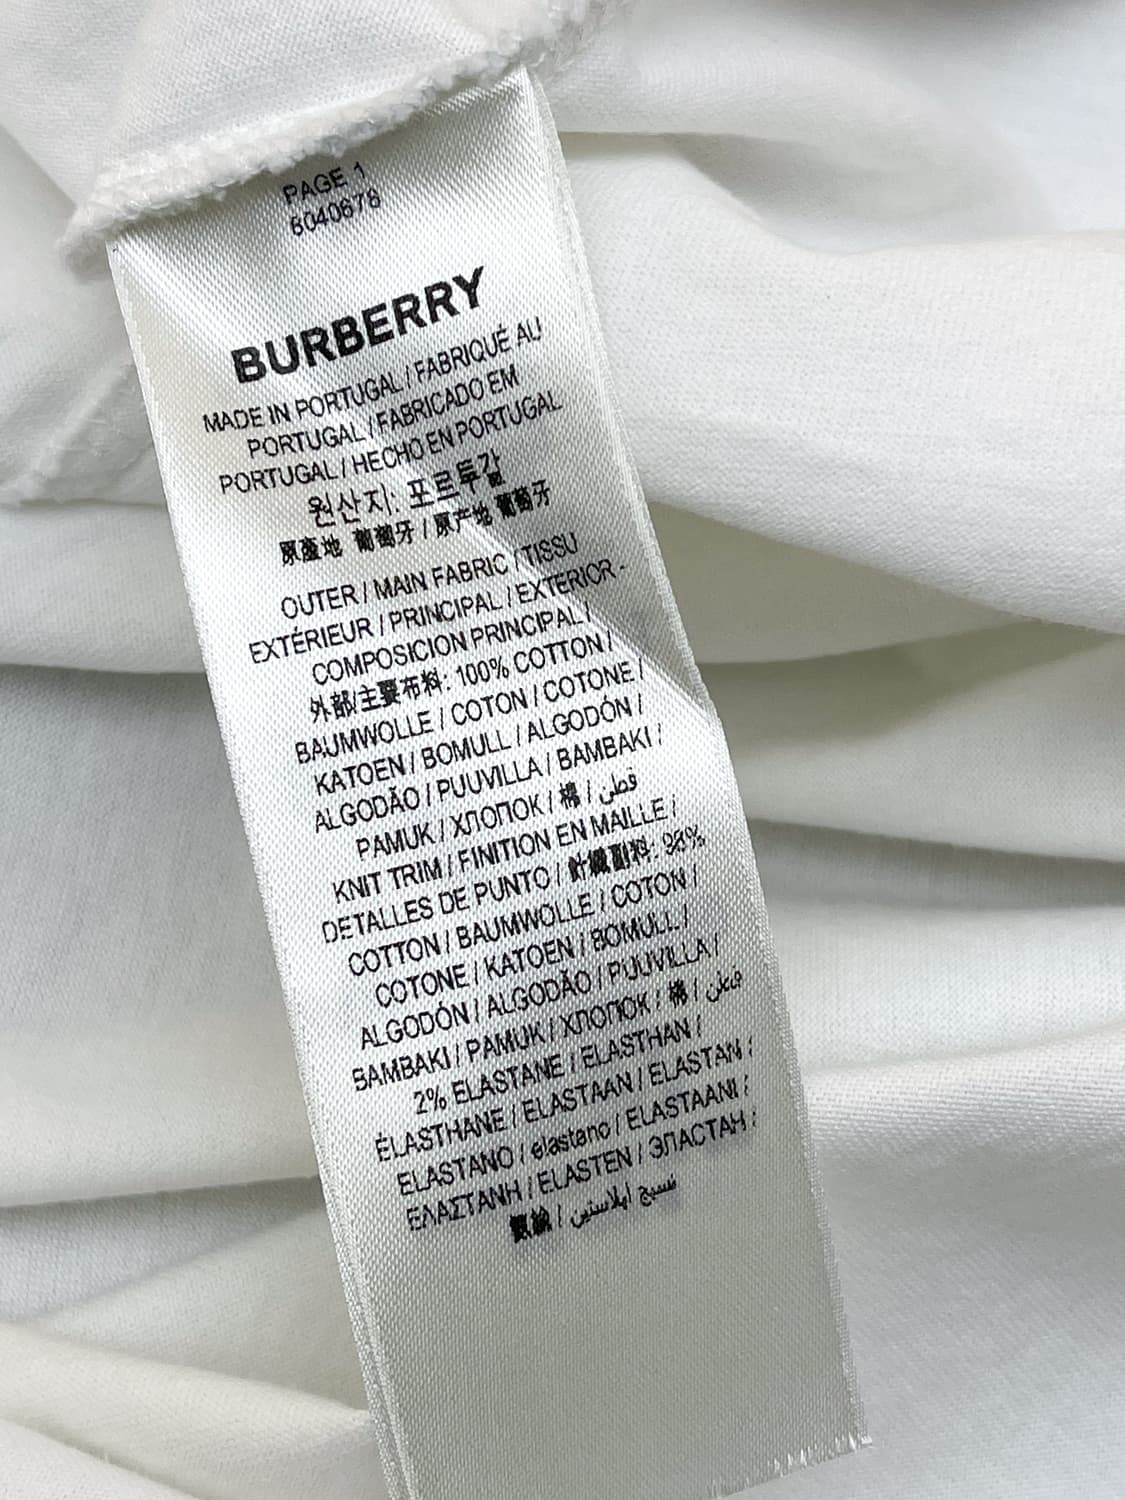 PAGE 1
8040678
BURBERRY
MADE IN PORTUGAL / FABRIQUÉ AU
PORTUGAL / FABRICADO EM
PORTUGAL / HECHO EN PORTUGAL
원산지: 포르투갈
原產地 葡萄牙 / 原产地 葡萄牙
OUTER / MAIN FABRIC / TISSU
EXTÉRIEUR / PRINCIPAL / EXTERIOR -
COMPOSICION PRINCIPAL /
外部/主要布料: 100% COTTON /
BAUMWOLLE / COTON / COTONE /
KATOEN / BOMULL / ALGODÓN /
ALGODÃO / PUUVILLA / BAMBAKI /
PAMUK / ХЛОПОК / 棉 / قطن /
KNIT TRIM / FINITION EN MAILLE /
DETALLES DE PUNTO / 針織副料: 98%
COTTON / BAUMWOLLE / COTON /
COTONE / KATOEN / BOMULL /
ALGODÓN / ALGODÃO / PUUVILLA /
BAMBAKI / PAMUK / ХЛОПОК / 棉 / قطن
2% ELASTANE / ELASTHAN /
ÉLASTHANE / ELASTAAN / ELASTAN /
ELASTANO / elastano / ELASTAANI /
ΕΛΑΣΤΑΝΗ / ELASTEN / ЭЛАСТАН /
/ نسيج ايلاستين